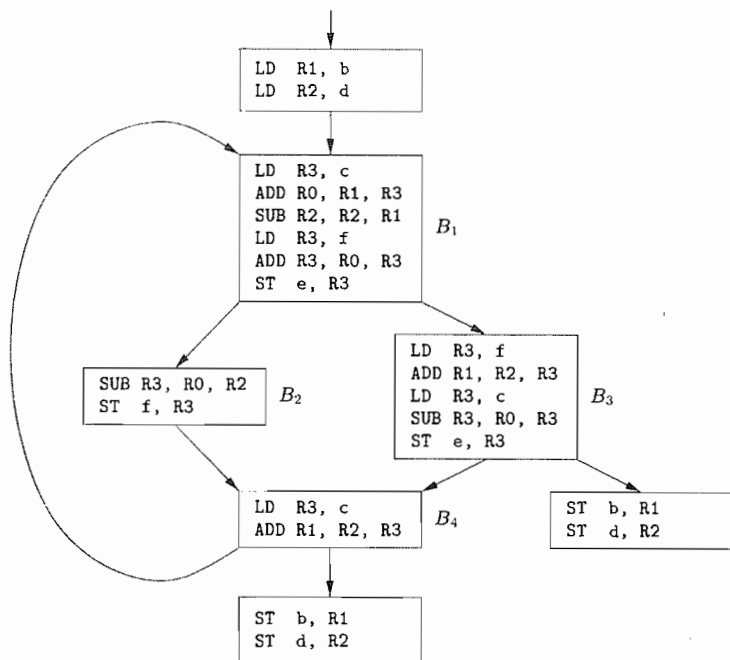 LD R1, b
LD R2, d
LD R3, c
ADD R0, R1, R3
SUB R2, R2, R1
LD R3, f
ADD R3, R0, R3
ST e, R3
B1
SUB R3, R0, R2
ST f, R3
B2
LD R3, f
ADD R1, R2, R3
LD R3, c
SUB R3, R0, R3
ST e, R3
B3
LD R3, c
ADD R1, R2, R3
B4
ST b, R1
ST d, R2
ST b, R1
ST d, R2